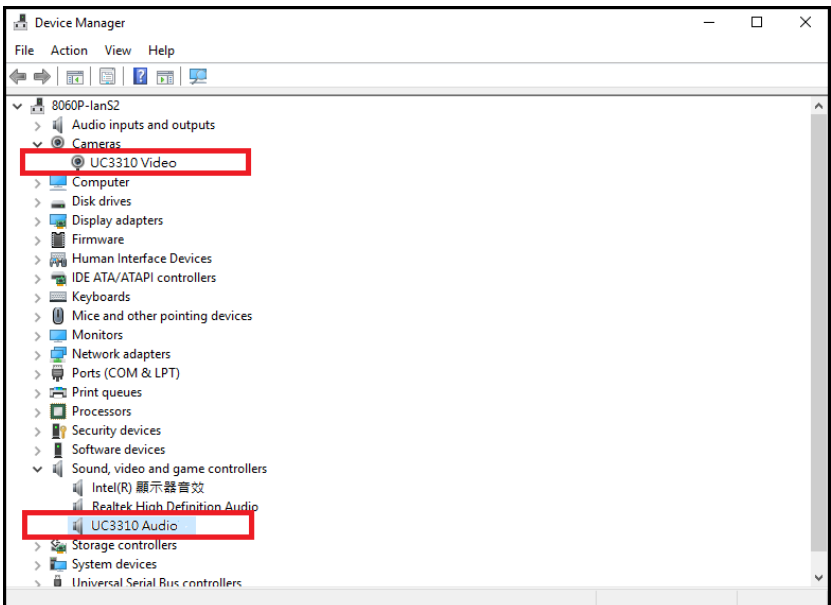 Device Manager
File Action View Help
8060P-IanS2
Audio inputs and outputs
Cameras
UC3310 Video
Computer
Disk drives
Display adapters
Firmware
Human Interface Devices
IDE ATA/ATAPI controllers
Keyboards
Mice and other pointing devices
Monitors
Network adapters
Ports (COM & LPT)
Print queues
Processors
Security devices
Software devices
Sound, video and game controllers
Intel(R) 顯示器音效
Realtek High Definition Audio
UC3310 Audio
Storage controllers
System devices
Universal Serial Bus controllers